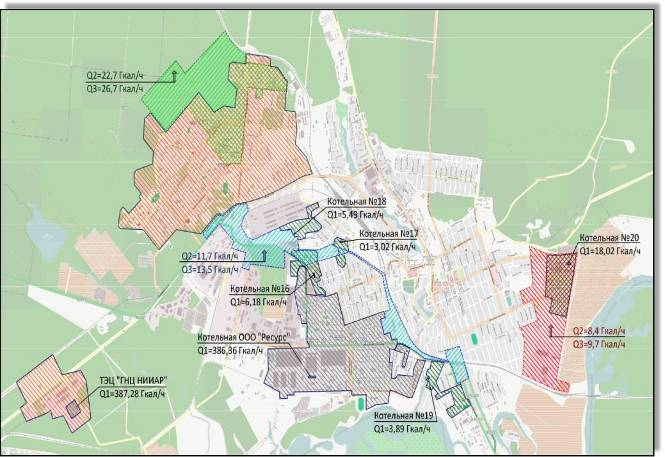 Q2=22,7 Гкал/ч
Q3=26,7 Гкал/ч
Котельная №18
Q1=5,49 Гкал/ч
Котельная №17
Q1=3,02 Гкал/ч
Котельная №20
Q1=18,02 Гкал/ч
Q2=11,7 Гкал/ч
Q3=13,5 Гкал/ч
Котельная №16
Q1=6,18 Гкал/ч
Q2=8,4 Гкал/ч
Q3=9,7 Гкал/ч
Котельная ООО "Ресурс"
Q1=386,36 Гкал/ч
ТЭЦ "ГНЦ НИИАР"
Q1=387,28 Гкал/ч
Котельная №19
Q1=3,89 Гкал/ч